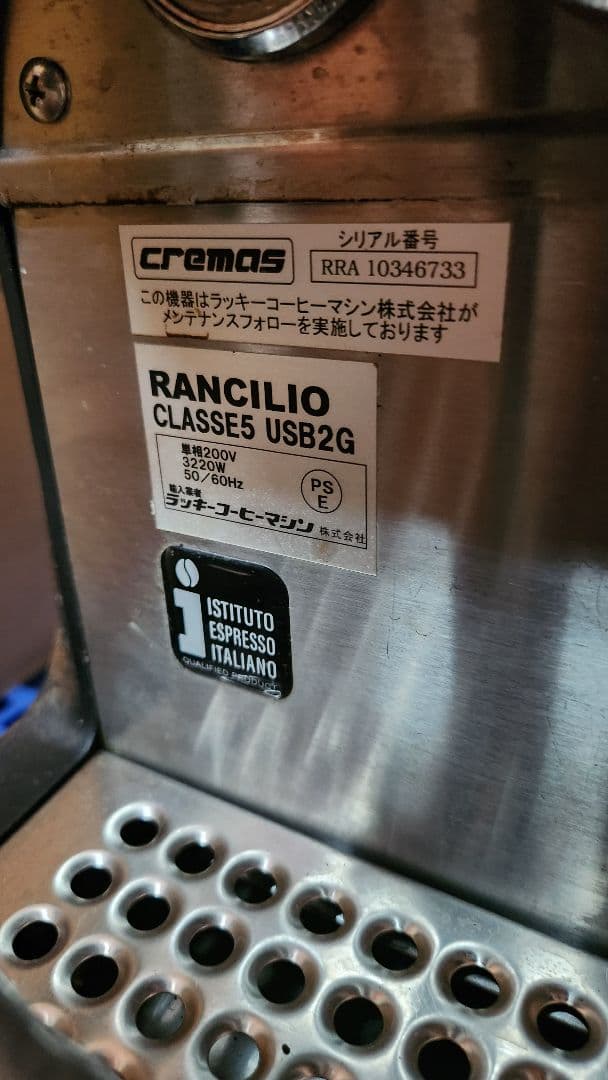 cremas
シリアル番号
RRA 10346733
この機器はラッキーコーヒーマシン株式会社が
メンテナンスフォローを実施しております
RANCILIO
CLASSE5 USB2G
単相200V
3220W
50/60Hz
PS
E
輸入業者
ラッキーコーヒーマシン 株式会社
ISTITUTO
ESPRESSO
ITALIANO
QUALIFIED PRODUCT